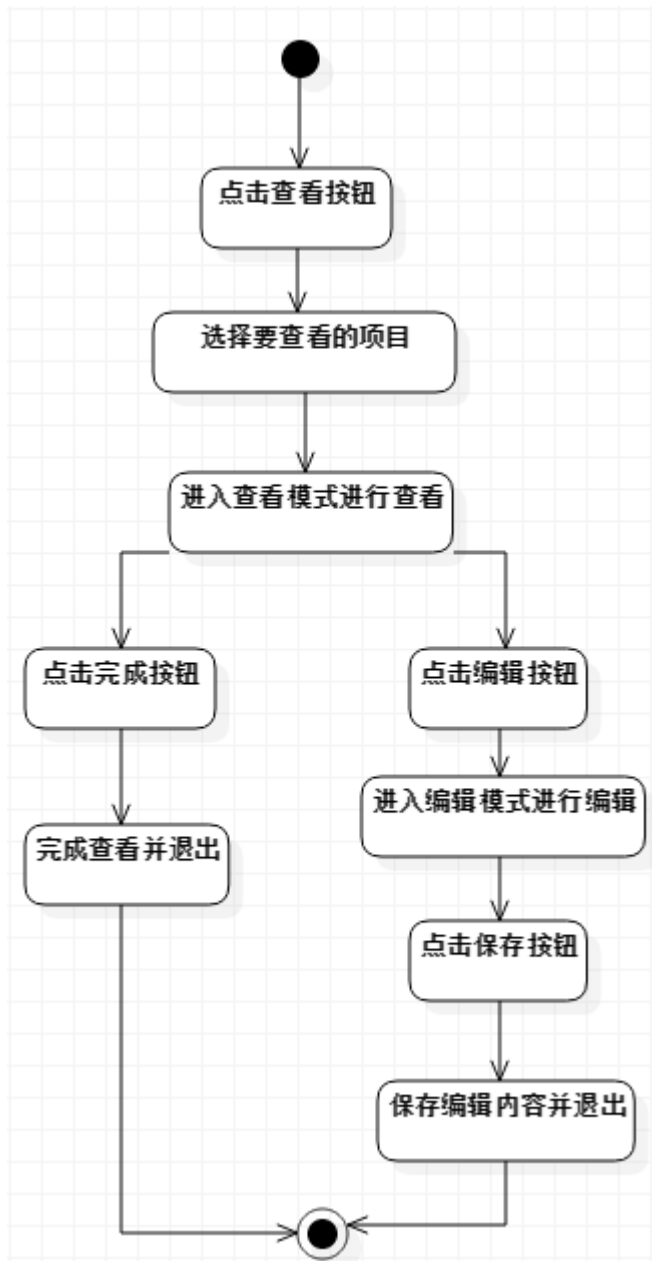 点击查看按钮
选择要查看的项目
进入查看模式进行查看
点击完成按钮
点击编辑按钮
进入编辑模式进行编辑
完成查看并退出
点击保存按钮
保存编辑内容并退出